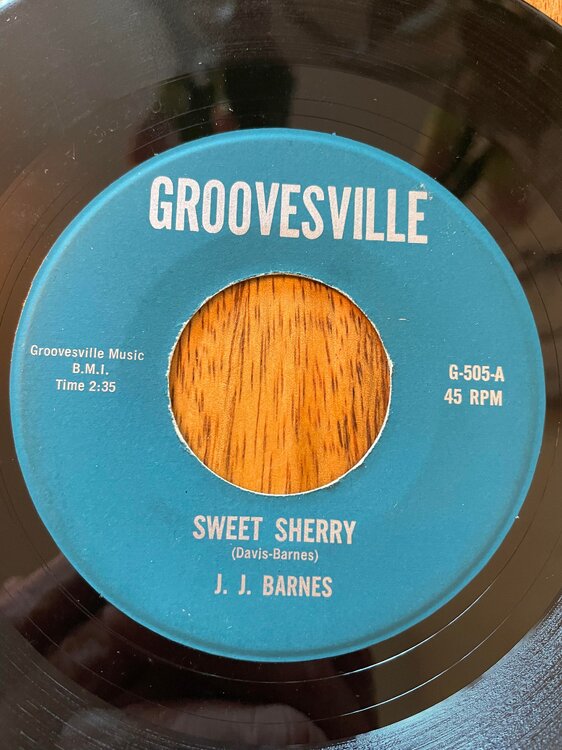 GROOVESVILLE
Groovesville Music
B.M.I.
Time 2:35
G-505-A
45 RPM
SWEET SHERRY
(Davis-Barnes)
J. J. BARNES